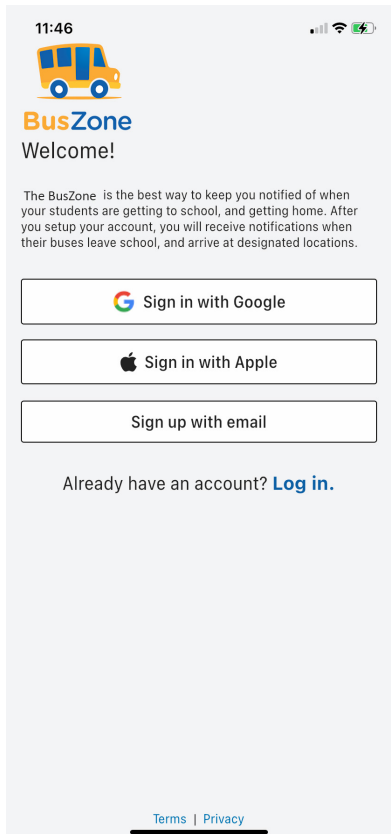 11:46
BusZone
Welcome!
The BusZone is the best way to keep you notified of when
your students are getting to school, and getting home. After
you setup your account, you will receive notifications when
their buses leave school, and arrive at designated locations.
Sign in with Google
Sign in with Apple
Sign up with email
Already have an account? Log in.
Terms | Privacy